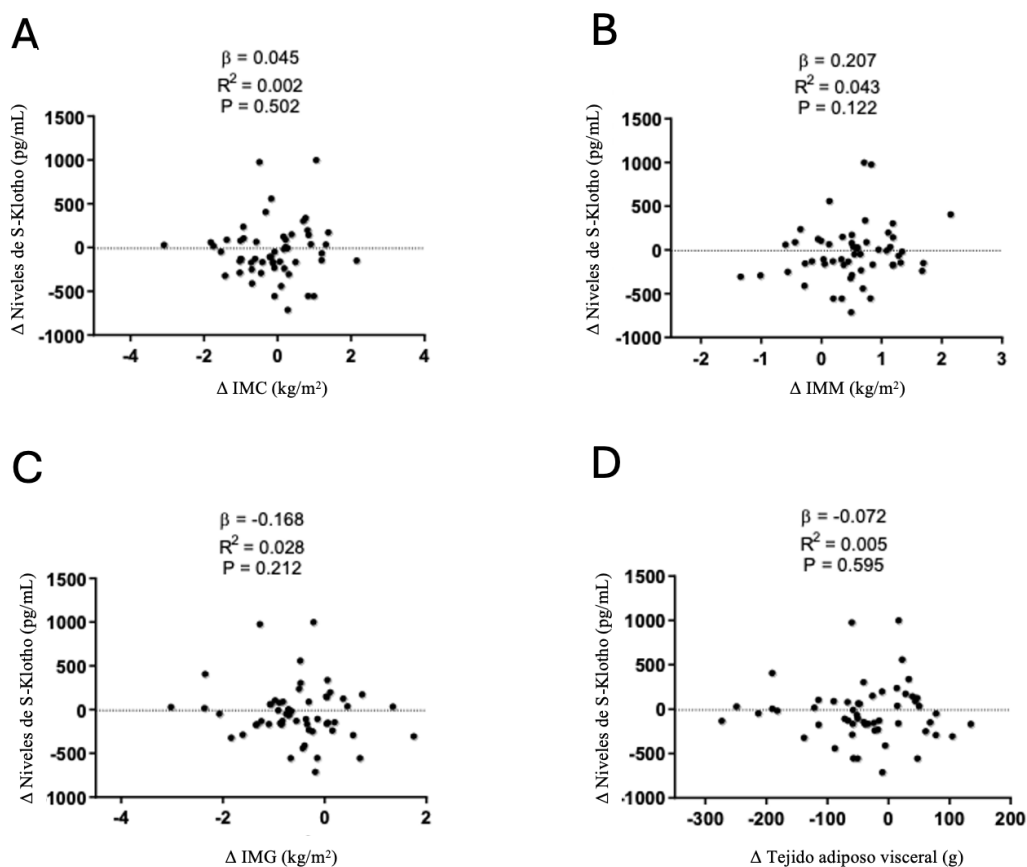 A
β = 0.045
R² = 0.002
P = 0.502
Δ Niveles de S-Klotho (pg/mL)
1500
1000
500
0
-500
-1000
-4 -2 0 2 4
Δ IMC (kg/m²)
B
β = 0.207
R² = 0.043
P = 0.122
Δ Niveles de S-Klotho (pg/mL)
1500
1000
500
0
-500
-1000
-2 -1 0 1 2 3
Δ IMM (kg/m²)
C
β = -0.168
R² = 0.028
P = 0.212
Δ Niveles de S-Klotho (pg/mL)
1500
1000
500
0
-500
1000
-4 -2 0 2
Δ IMG (kg/m²)
D
β = -0.072
R² = 0.005
P = 0.595
Δ Niveles de S-Klotho (pg/mL)
1500
1000
500
0
-500
-1000
-300 -200 -100 0 100 200
Δ Tejido adiposo visceral (g)